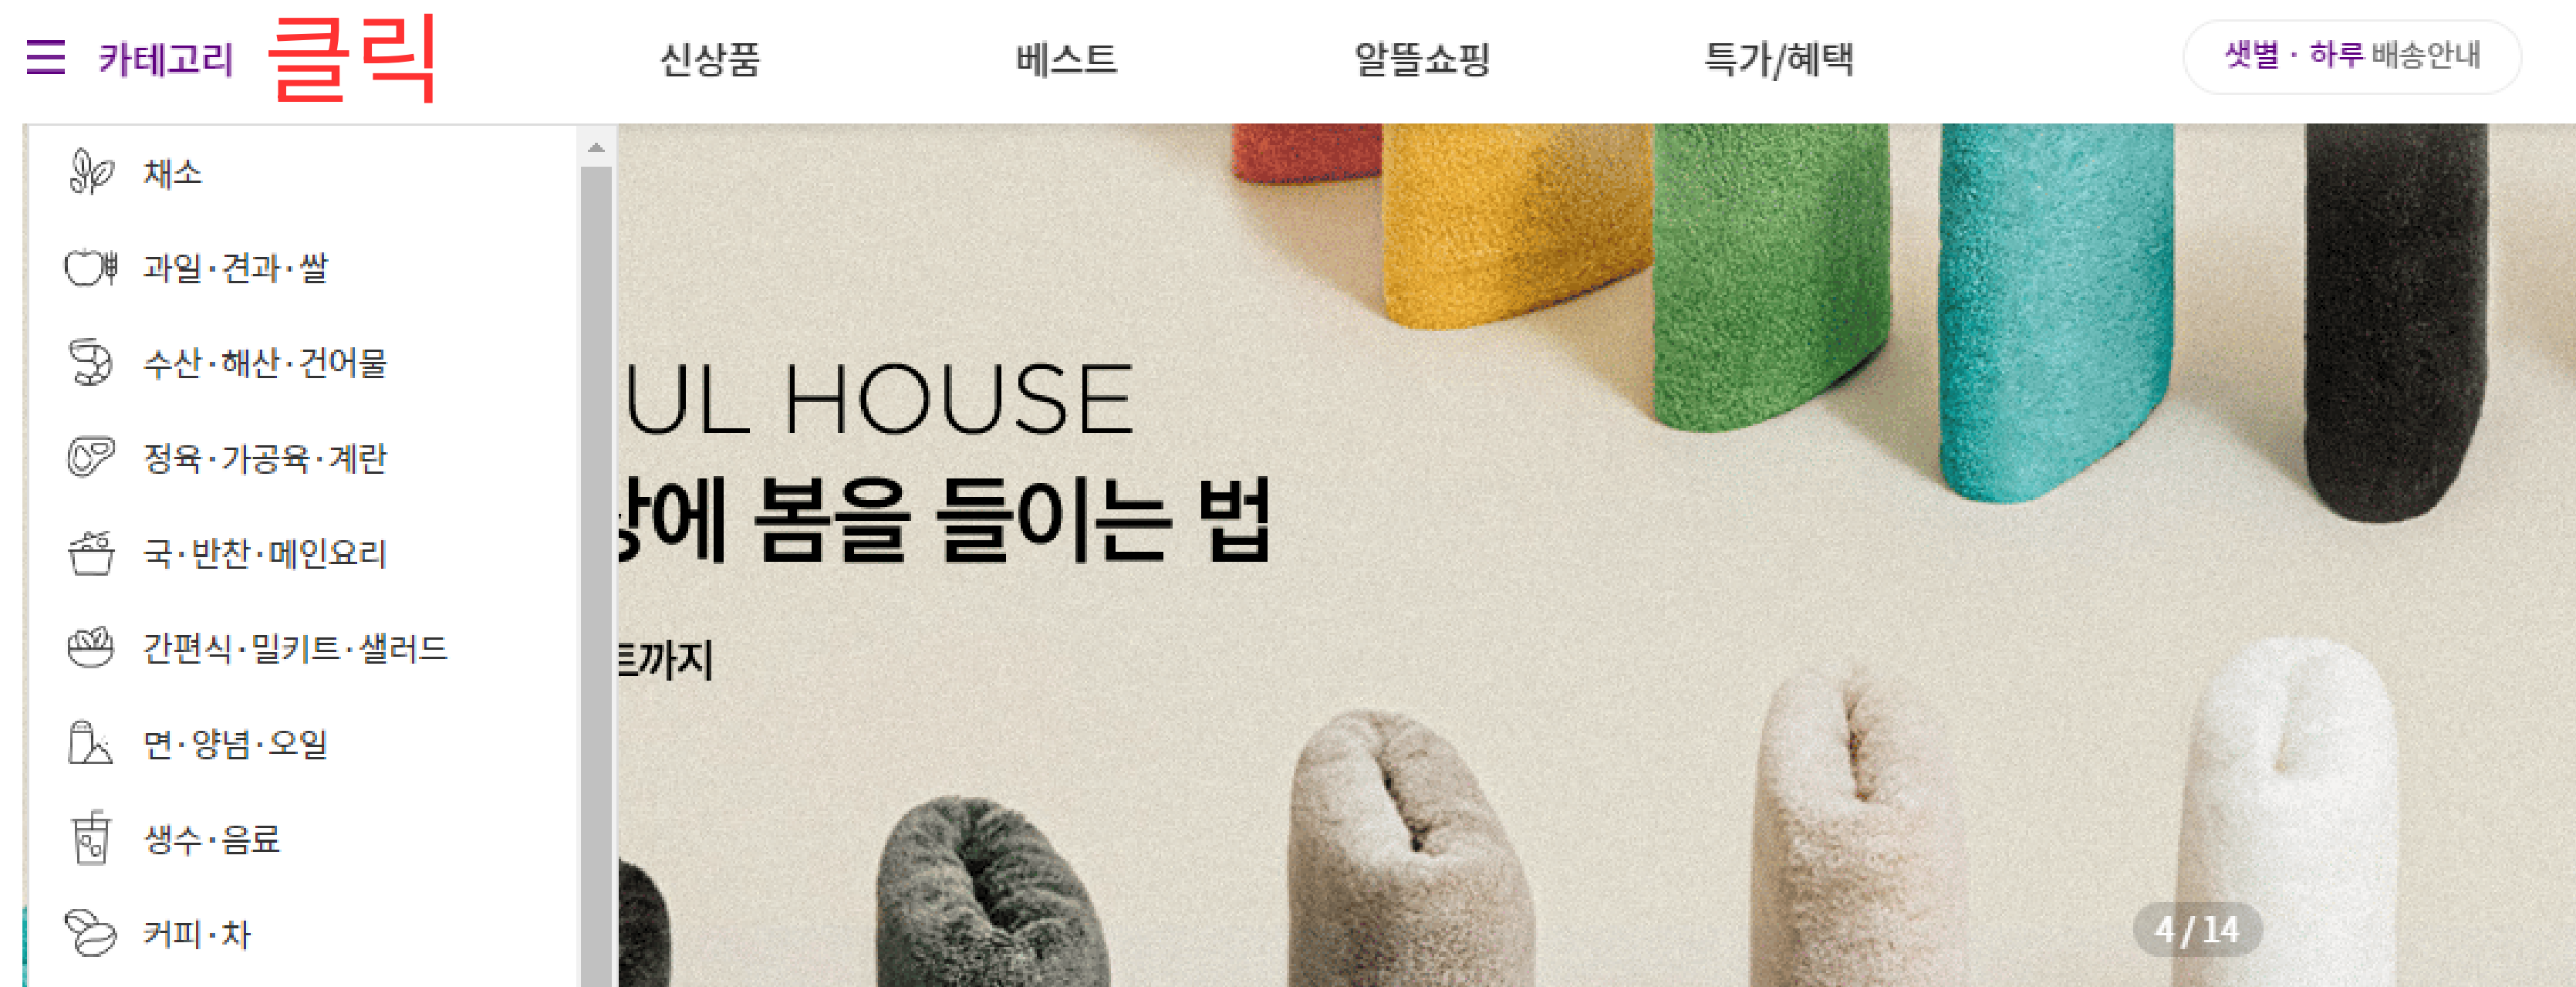 카테고리 클릭 신상품 베스트 알뜰쇼핑 특가/혜택 샛별 · 하루 배송안내
채소
과일·견과·쌀
수산·해산·건어물
정육·가공육·계란
국·반찬·메인요리
간편식·밀키트·샐러드
면·양념·오일
생수·음료
커피·차
UL HOUSE
에 봄을 들이는 법
까지
4 / 14